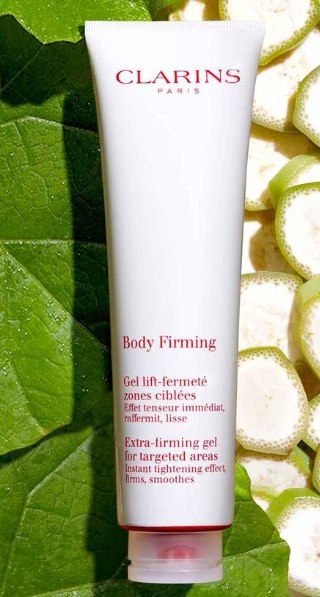 CLARINS
PARIS
Body Firming
Gel lift-fermeté
zones ciblées
Effet tenseur immédiat,
raffermit, lisse
Extra-firming gel
for targeted areas
Instant tightening effect,
firms, smoothes